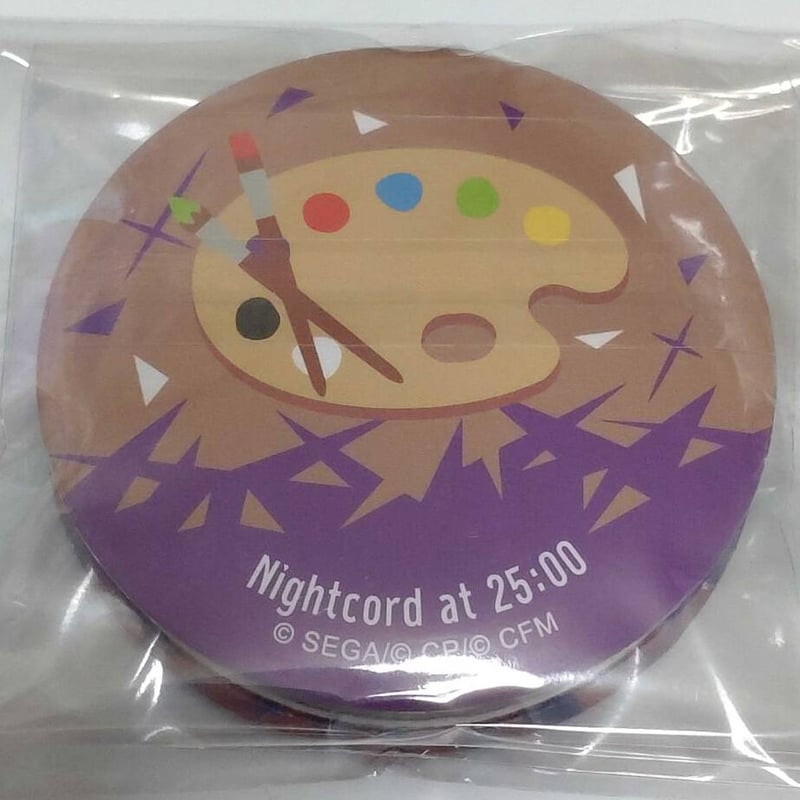 Nightcord at 25:00
© SEGA/© CP/© CFM